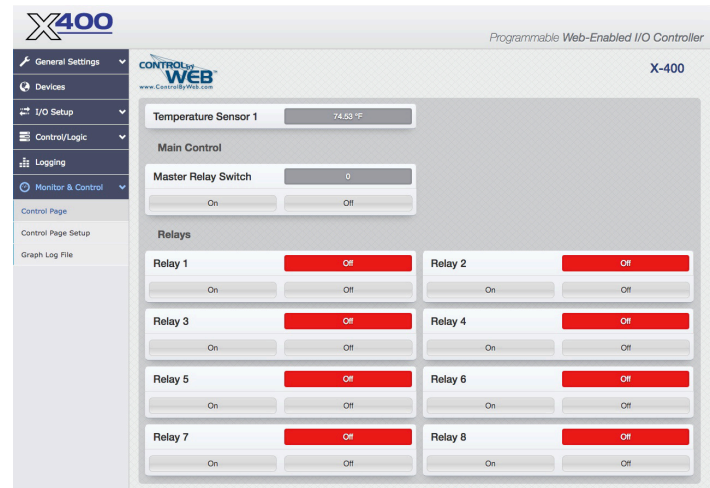 X400
Programmable Web-Enabled I/O Controller
General Settings
Devices
I/O Setup
Control/Logic
Logging
Monitor & Control
Control Page
Control Page Setup
Graph Log File
CONTROL by
WEB™
www.ControlByWeb.com
X-400
Temperature Sensor 1 74.53 °F
Main Control
Master Relay Switch 0
On Off
Relays
Relay 1 Off Relay 2 Off
On Off On Off
Relay 3 Off Relay 4 Off
On Off On Off
Relay 5 Off Relay 6 Off
On Off On Off
Relay 7 Off Relay 8 Off
On Off On Off